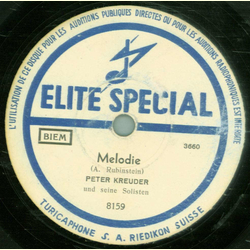 L'UTILISATION DE CE DISQUE POUR LES AUDITIONS PUBLIQUES DIRECTES OU POUR LES AUDITIONS RADIOPHONIQUES EST INTERDITE
ELITE SPECIAL
BIEM
3660
Melodie
(A. Rubinstein)
PETER KREUDER
und seine Solisten
8159
TURICAPHONE S. A. RIEDIKON SUISSE